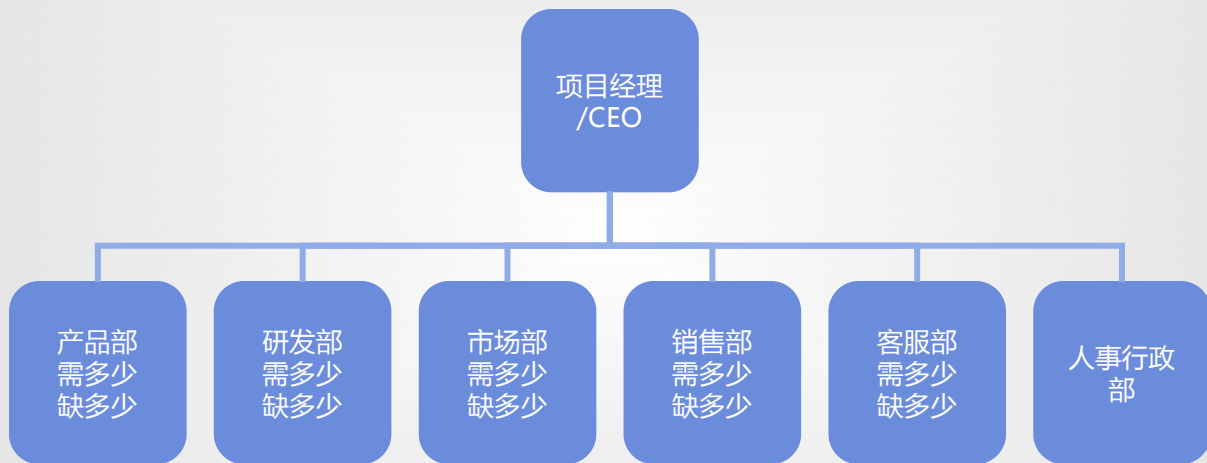 项目经理
/CEO
产品部
需多少
缺多少
研发部
需多少
缺多少
市场部
需多少
缺多少
销售部
需多少
缺多少
客服部
需多少
缺多少
人事行政
部